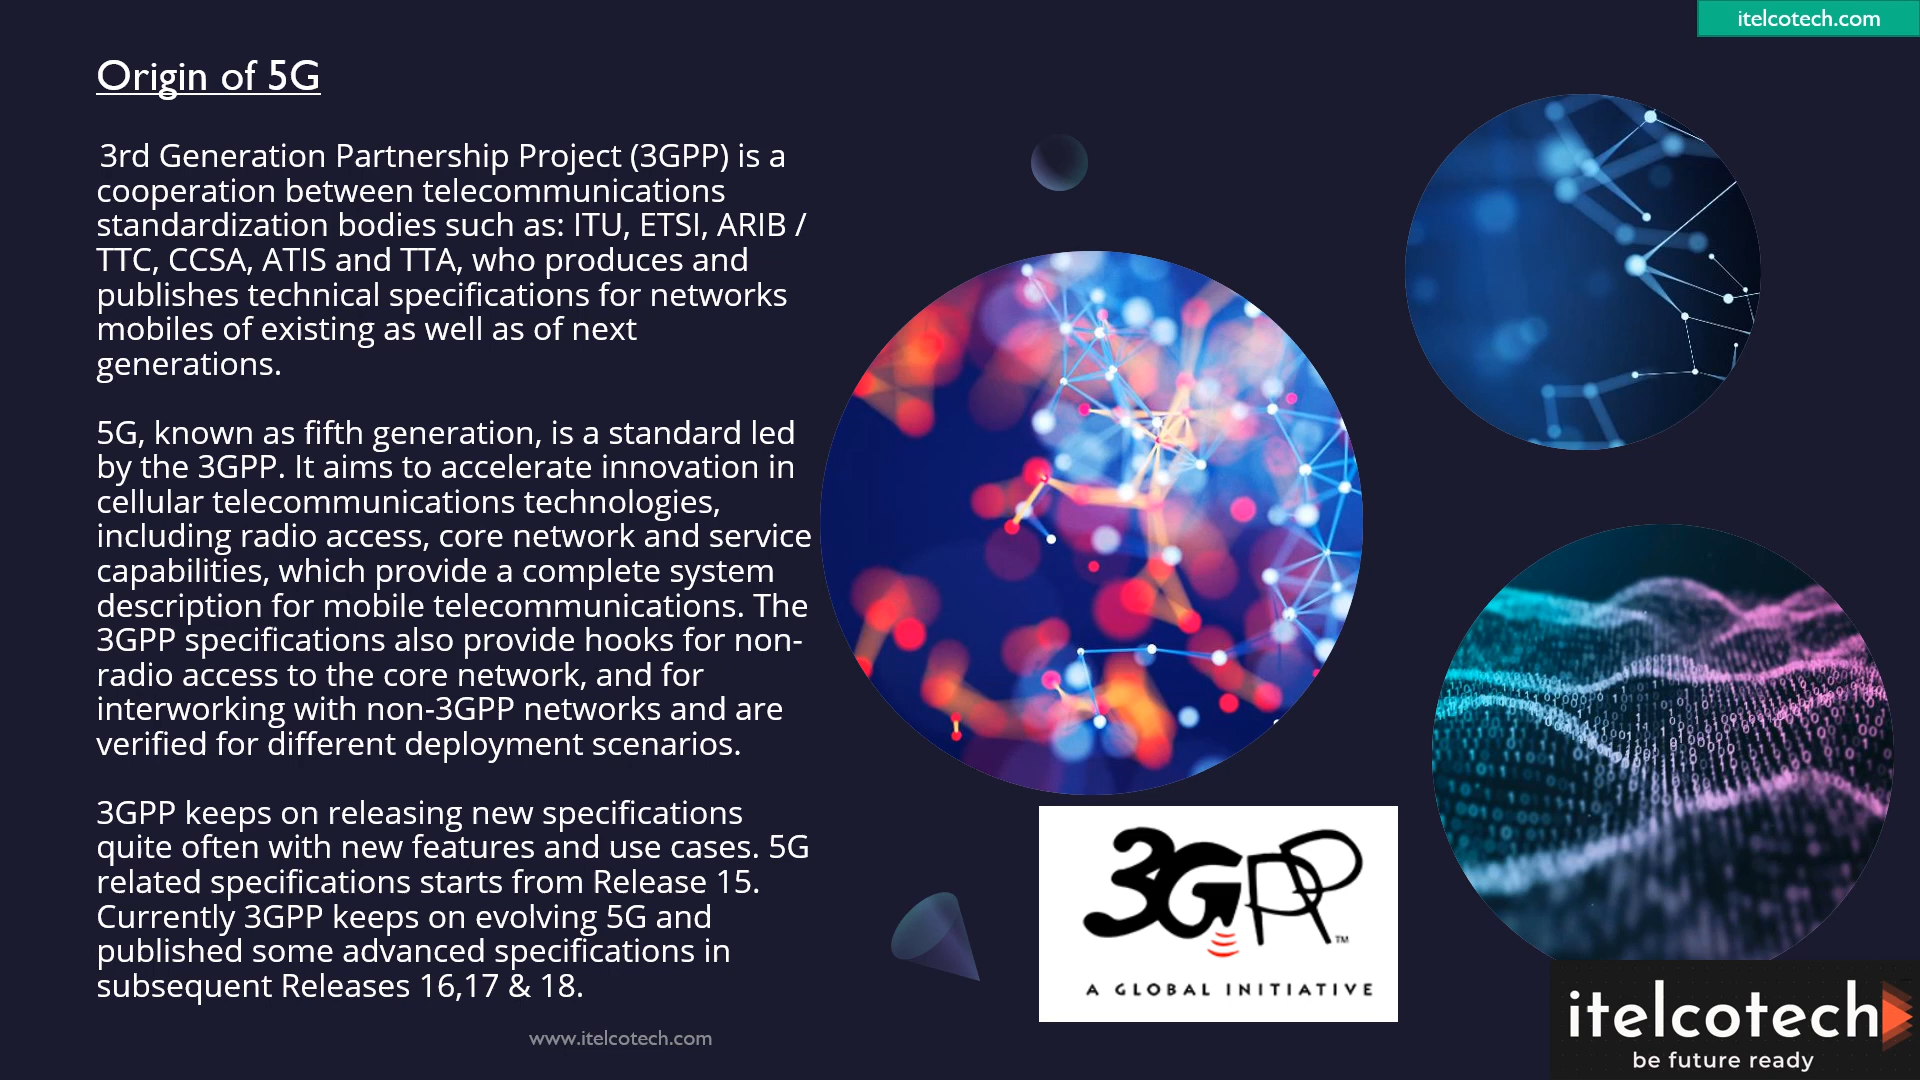 itelcotech.com
Origin of 5G
3rd Generation Partnership Project (3GPP) is a
cooperation between telecommunications
standardization bodies such as: ITU, ETSI, ARIB /
TTC, CCSA, ATIS and TTA, who produces and
publishes technical specifications for networks
mobiles of existing as well as of next
generations.
5G, known as fifth generation, is a standard led
by the 3GPP. It aims to accelerate innovation in
cellular telecommunications technologies,
including radio access, core network and service
capabilities, which provide a complete system
description for mobile telecommunications. The
3GPP specifications also provide hooks for non-
radio access to the core network, and for
interworking with non-3GPP networks and are
verified for different deployment scenarios.
3GPP keeps on releasing new specifications
quite often with new features and use cases. 5G
related specifications starts from Release 15.
Currently 3GPP keeps on evolving 5G and
published some advanced specifications in
subsequent Releases 16,17 & 18.
www.itelcotech.com
3GPP™
A GLOBAL INITIATIVE
itelcotech
be future ready